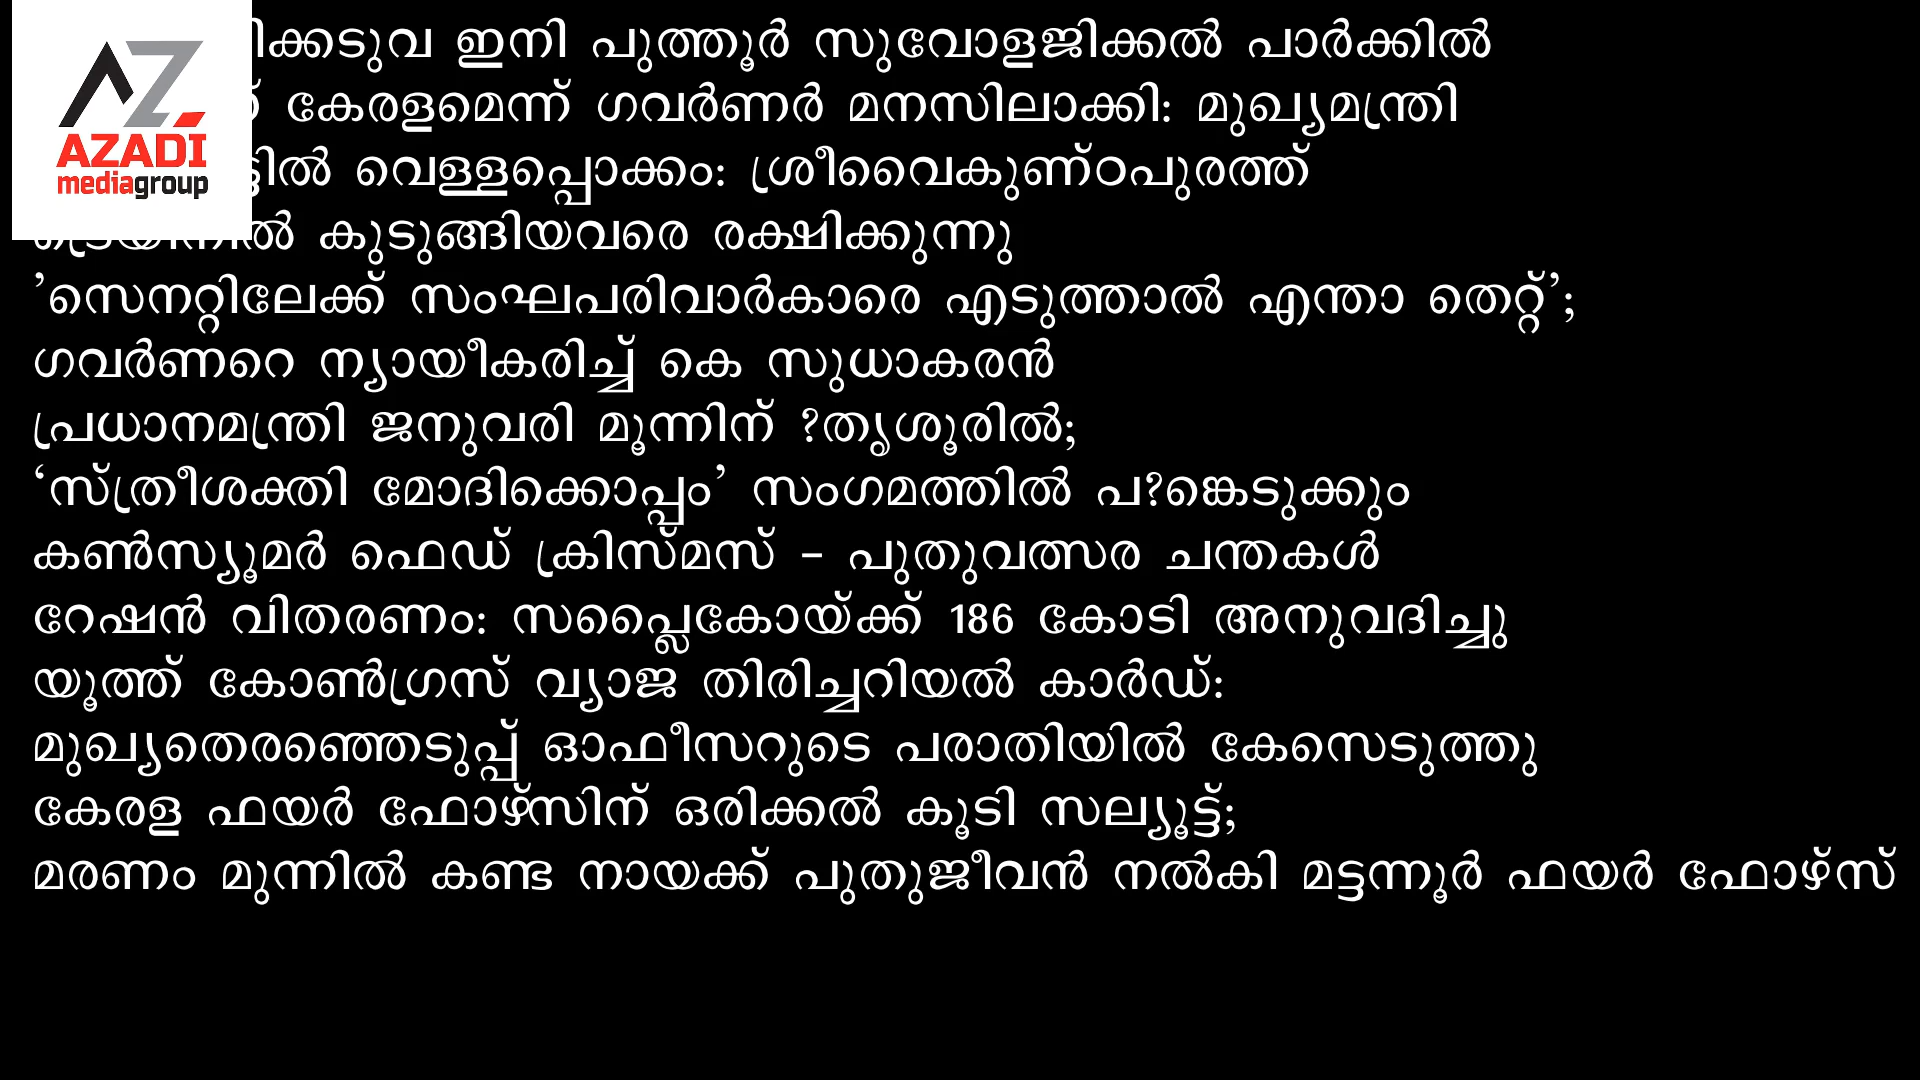 AZ
AZADI
mediagroup
ഇനി പുത്തൂർ സുവോളജിക്കൽ പാർക്കിൽ
കേരളമെന്ന് ഗവർണർ മനസിലാക്കി: മുഖ്യമന്ത്രി
വെള്ളപ്പൊക്കം: ശ്രീവൈകുണ്ഠപുരത്ത്
കുടുങ്ങിയവരെ രക്ഷിക്കുന്നു
’സെനറ്റിലേക്ക് സംഘപരിവാർകാരെ എടുത്താൽ എന്താ തെറ്റ്’;
ഗവർണറെ ന്യായീകരിച്ച് കെ സുധാകരൻ
പ്രധാനമന്ത്രി ജനുവരി മൂന്നിന് ?തൃശൂരിൽ;
‘സ്ത്രീശക്തി മോദിക്കൊപ്പം’ സംഗമത്തിൽ പ?ങ്കെടുക്കും
കൺസ്യൂമർ ഫെഡ് ക്രിസ്മസ് – പുതുവത്സര ചന്തകൾ
റേഷൻ വിതരണം: സപ്ലൈകോയ്ക്ക് 186 കോടി അനുവദിച്ചു
യൂത്ത് കോൺഗ്രസ് വ്യാജ തിരിച്ചറിയൽ കാർഡ്:
മുഖ്യതെരഞ്ഞെടുപ്പ് ഓഫീസറുടെ പരാതിയിൽ കേസെടുത്തു
കേരള ഫയർ ഫോഴ്സിന് ഒരിക്കൽ കൂടി സല്യൂട്ട്;
മരണം മുന്നിൽ കണ്ട നായക്ക് പുതുജീവൻ നൽകി മട്ടന്നൂർ ഫയർ ഫോഴ്സ്